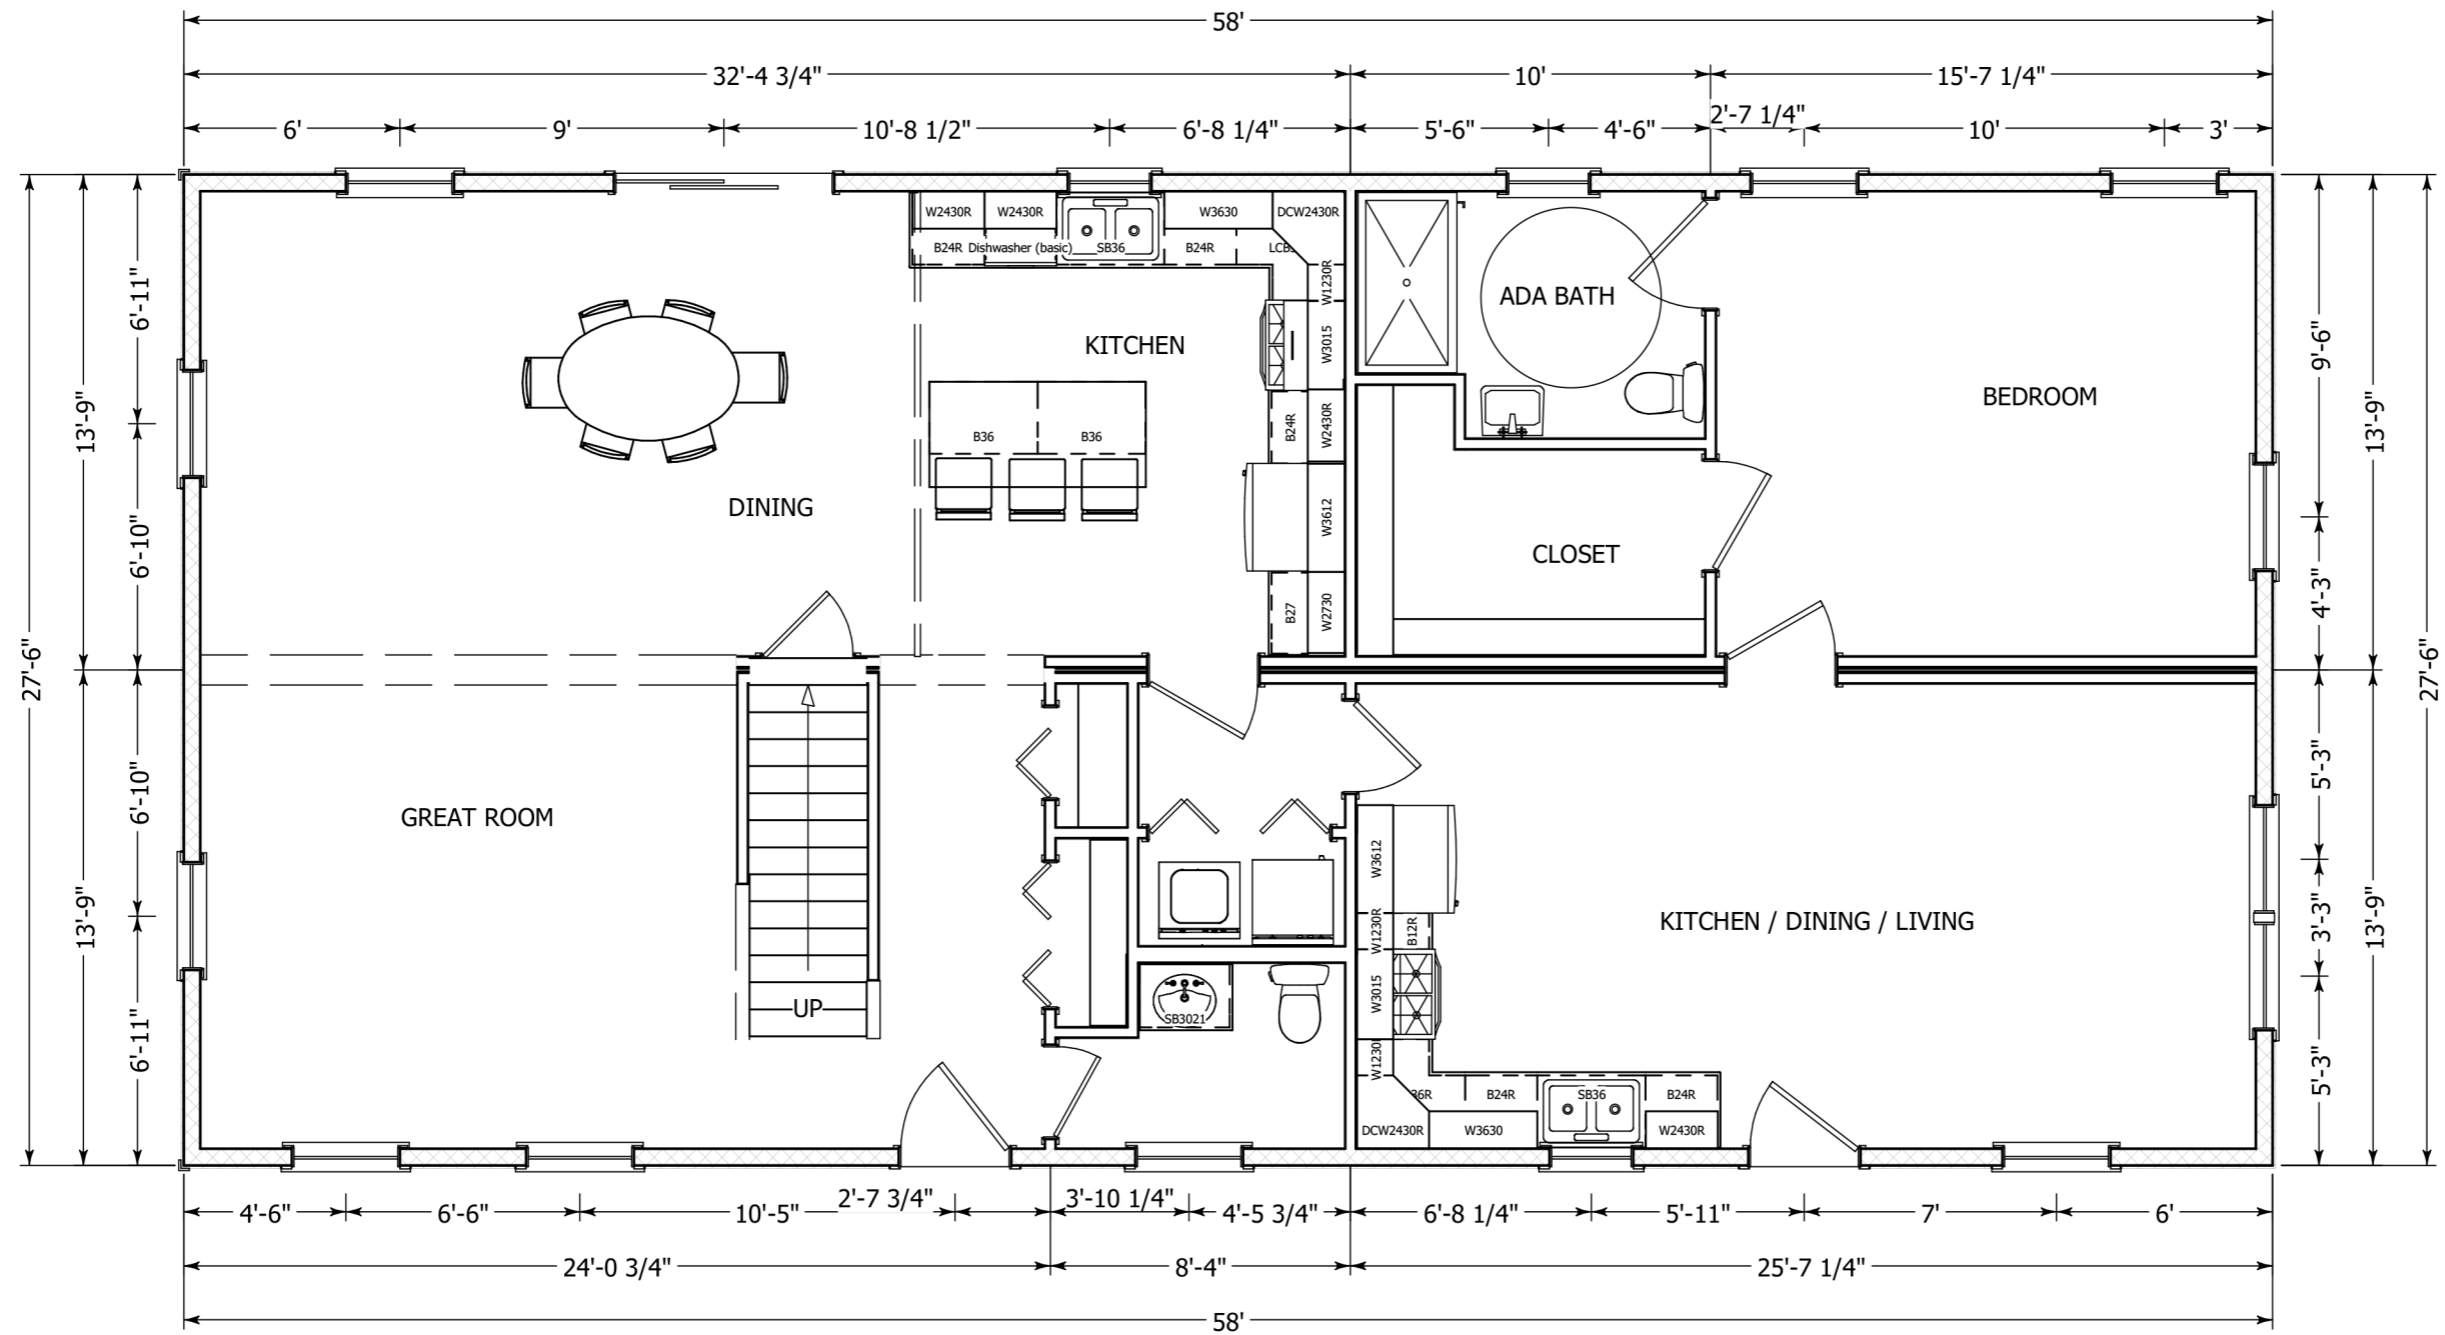 58'
32'-4 3/4" 10' 15'-7 1/4"
6' 9' 10'-8 1/2" 6'-8 1/4" 5'-6" 4'-6" 2'-7 1/4" 10' 3'
W2430R W2430R W3630 DCW2430R
B24R Dishwasher (basic) SB36 B24R
W1230R
W3015
B24R W2430R
W3612
B27 W2730
KITCHEN
B36 B36
DINING
ADA BATH
BEDROOM
CLOSET
GREAT ROOM
UP
SB3021
KITCHEN / DINING / LIVING
W3612
W1230R B12R
W3015
W1230
36R B24R SB36 B24R
DCW2430R W3630 W2430R
27'-6"
13'-9"
13'-9"
6'-11"
6'-10"
6'-10"
6'-11"
9'-6"
4'-3"
5'-3"
3'-3"
5'-3"
13'-9"
13'-9"
27'-6"
4'-6" 6'-6" 10'-5" 2'-7 3/4" 3'-10 1/4" 4'-5 3/4" 6'-8 1/4" 5'-11" 7' 6'
24'-0 3/4" 8'-4" 25'-7 1/4"
58'